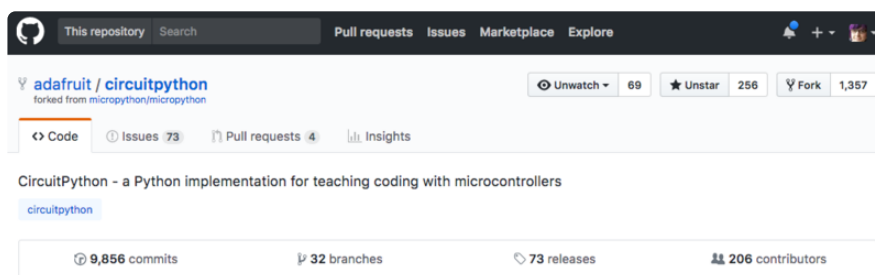 This repository Search Pull requests Issues Marketplace Explore
adafruit / circuitpython Unwatch 69 Unstar 256 Fork 1,357
forked from micropython/micropython
Code Issues 73 Pull requests 4 Insights
CircuitPython - a Python implementation for teaching coding with microcontrollers
circuitpython
9,856 commits 32 branches 73 releases 206 contributors